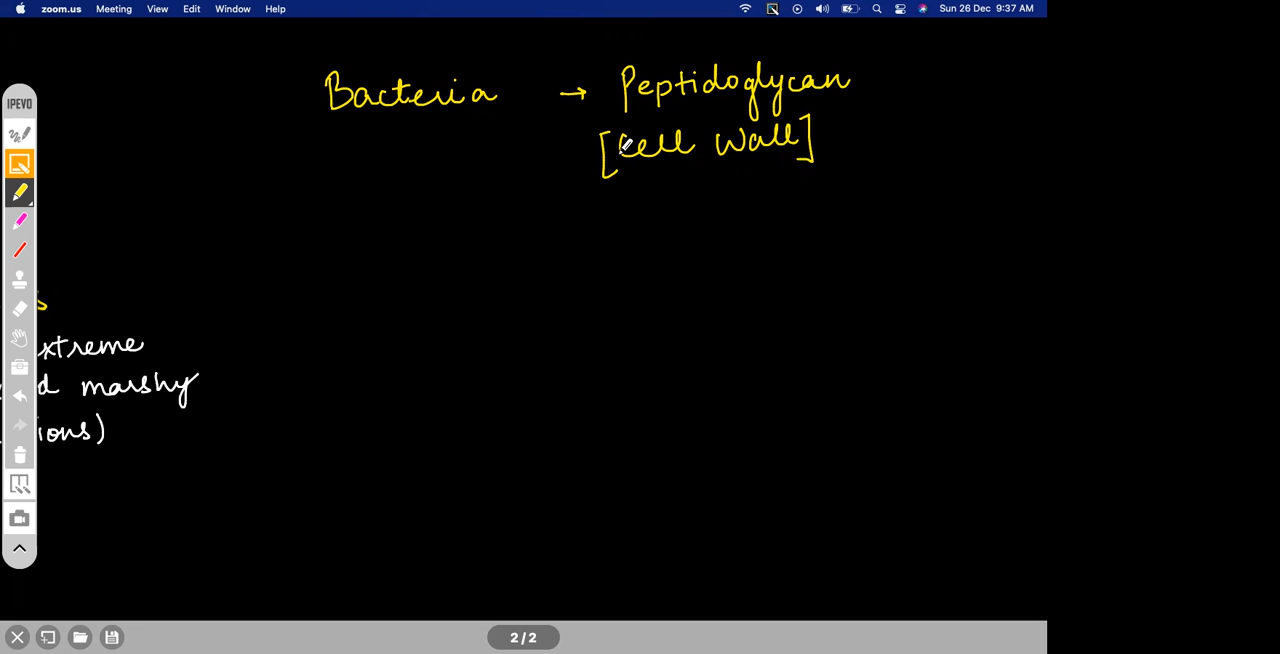 zoom.us Meeting View Edit Window Help Sun 26 Dec 9:37 AM
IPEVO
Bacteria → Peptidoglycan
[Cell Wall]
s
xtreme
d marshy
ions)
2/2